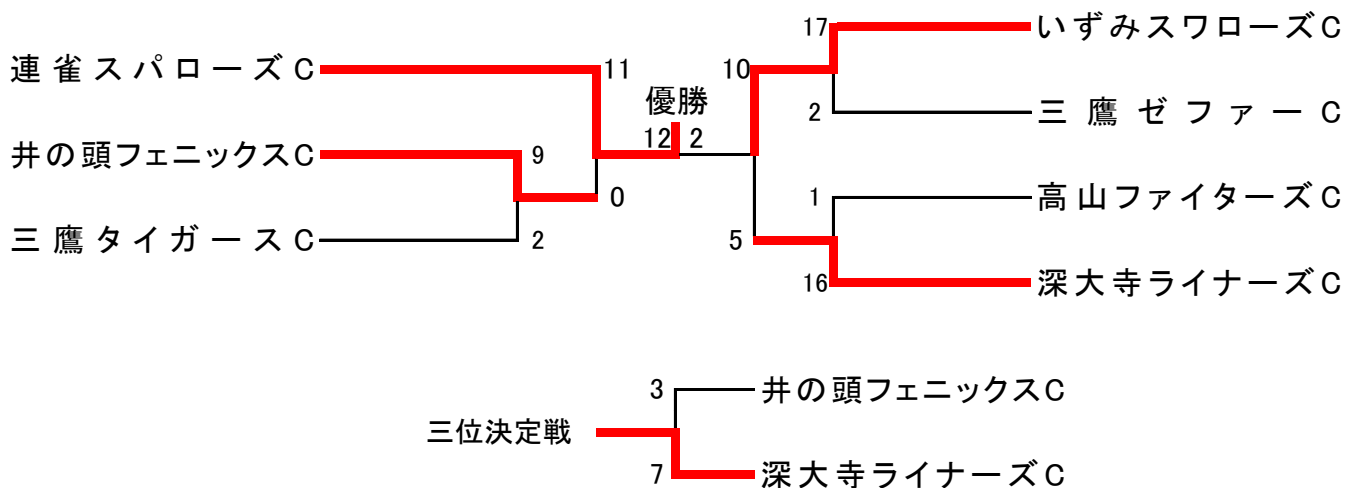 17 いずみスワローズC
連雀スパローズC 11 10
優勝
2 三鷹ゼファーC
12 2
井の頭フェニックスC 9
0 1 高山ファイターズC
三鷹タイガースC 2 5
16 深大寺ライナーズC
3 井の頭フェニックスC
三位決定戦
7 深大寺ライナーズC